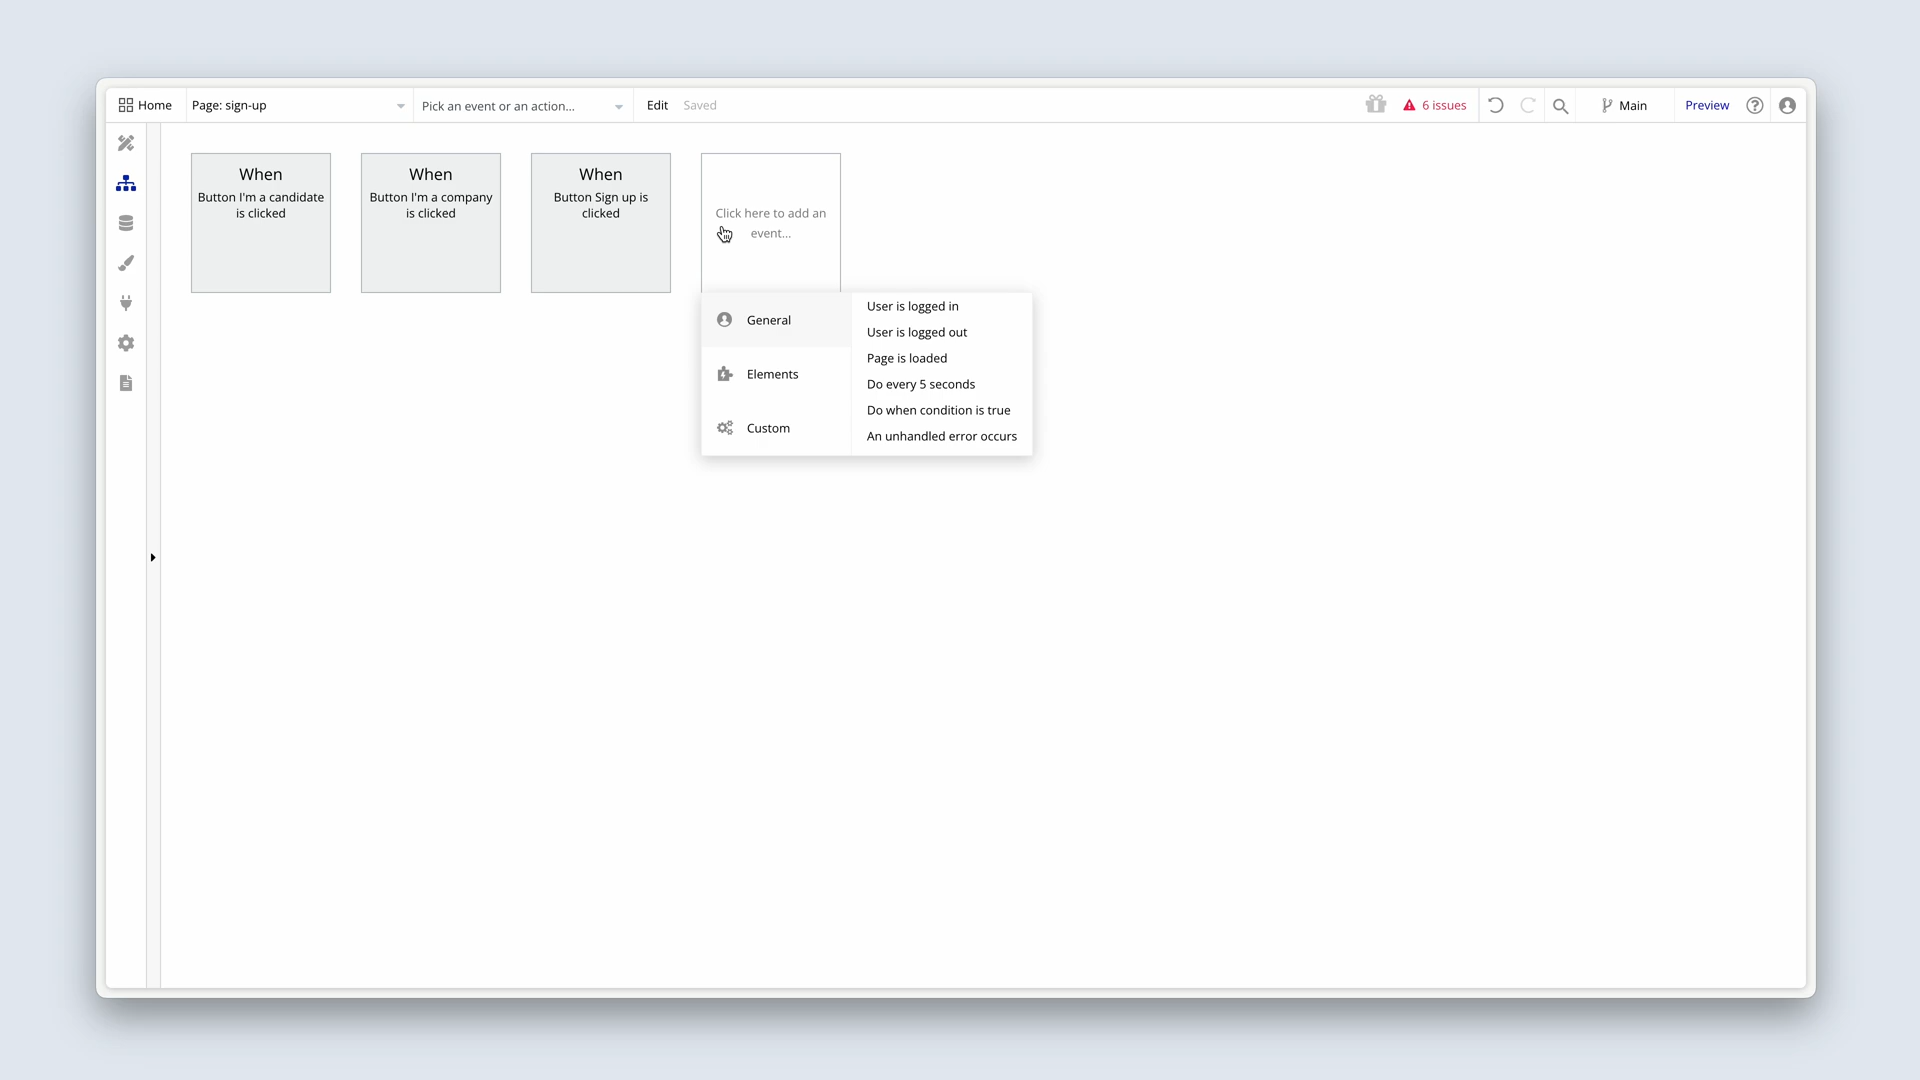 Home
Page: sign-up
Pick an event or an action...
Edit
Saved
6 issues
Main
Preview
When
Button I'm a candidate
is clicked
When
Button I'm a company
is clicked
When
Button Sign up is
clicked
Click here to add an
event...
General
Elements
Custom
User is logged in
User is logged out
Page is loaded
Do every 5 seconds
Do when condition is true
An unhandled error occurs